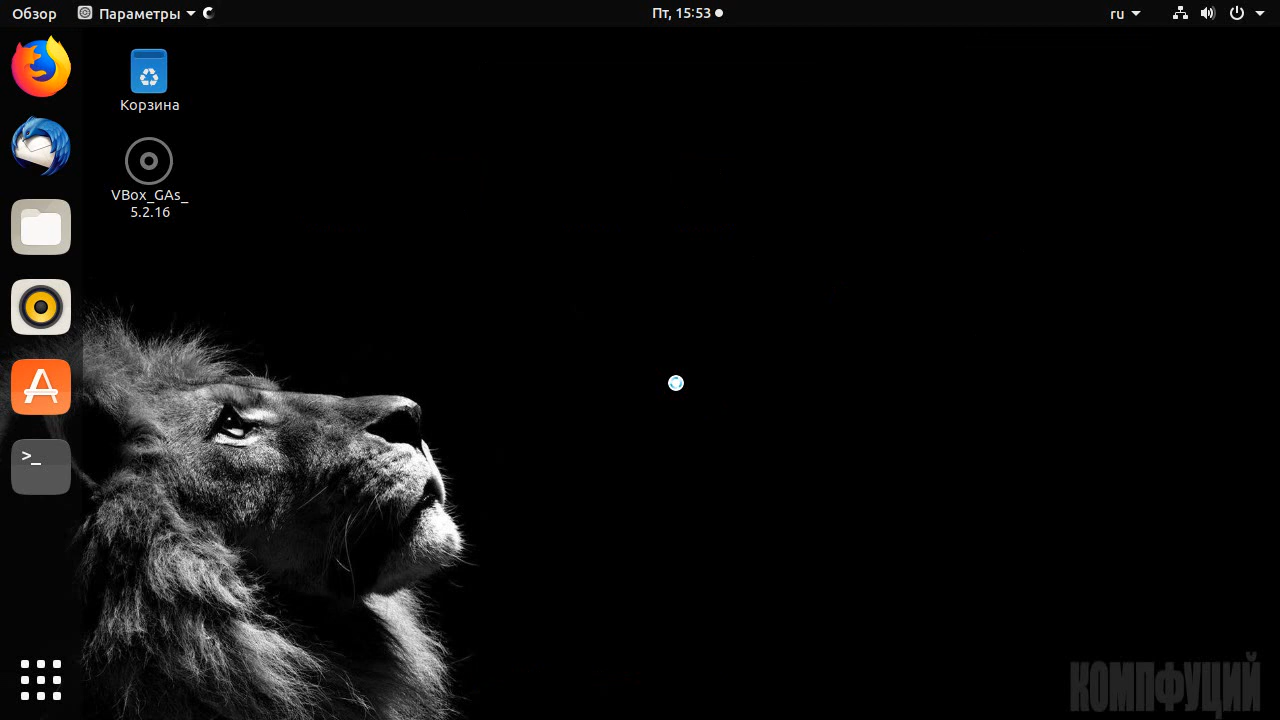 Обзор
Параметры
Пт, 15:53
ru
Корзина
VBox_GAs_
5.2.16
>_
КОМПФУЦИЙ